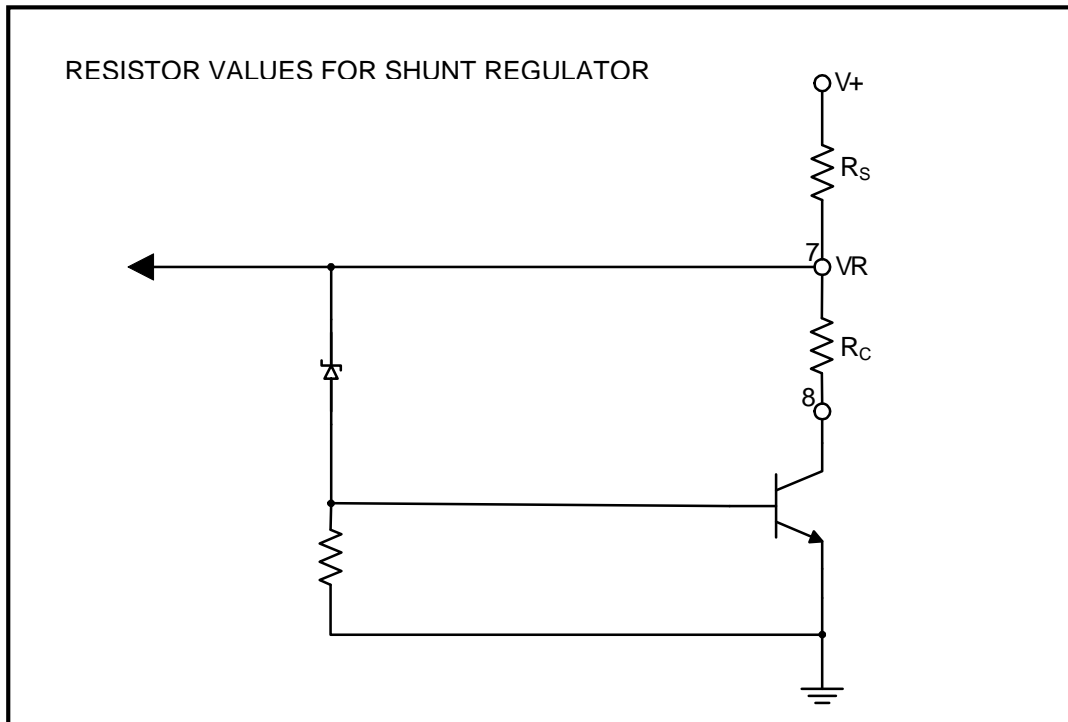 RESISTOR VALUES FOR SHUNT REGULATOR
V+
RS
7
VR
RC
8